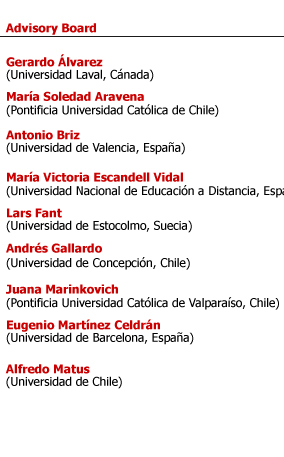 Advisory Board
Gerardo Álvarez
(Universidad Laval, Cánada)
María Soledad Aravena
(Pontificia Universidad Católica de Chile)
Antonio Briz
(Universidad de Valencia, España)
María Victoria Escandell Vidal
(Universidad Nacional de Educación a Distancia,
Lars Fant
(Universidad de Estocolmo, Suecia)
Andrés Gallardo
(Universidad de Concepción, Chile)
Juana Marinkovich
(Pontificia Universidad Católica de Valparaíso, Chile)
Eugenio Martínez Celdrán
(Universidad de Barcelona, España)
Alfredo Matus
(Universidad de Chile)